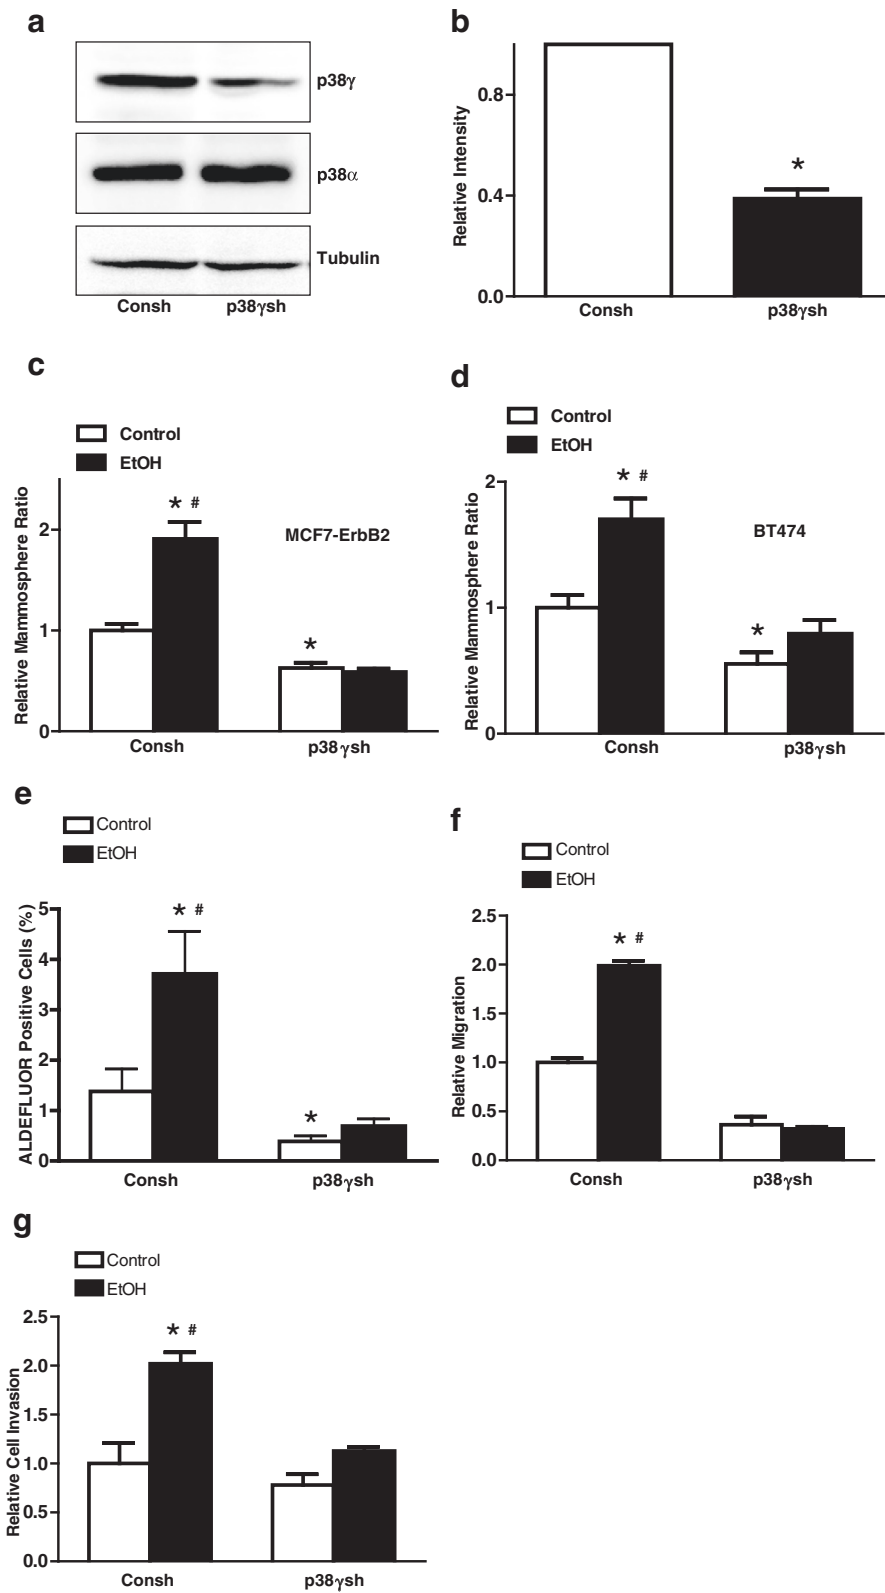 a
p38γ
p38α
Tubulin
Consh p38γsh
b
Relative Intensity
0.8
0.4
0.0
*
Consh p38γsh
c
Control
EtOH
Relative Mammosphere Ratio
2
1
0
* #
MCF7-ErbB2
*
Consh p38γsh
d
Control
EtOH
Relative Mammosphere Ratio
2
1
0
* #
BT474
*
Consh p38γsh
e
Control
EtOH
ALDEFLUOR Positive Cells (%)
5
4
3
2
1
0
* #
*
Consh p38γsh
f
Control
EtOH
Relative Migration
2.5
2.0
1.5
1.0
0.5
0.0
* #
Consh p38γsh
g
Control
EtOH
Relative Cell Invasion
2.5
2.0
1.5
1.0
0.5
0.0
* #
Consh p38γsh